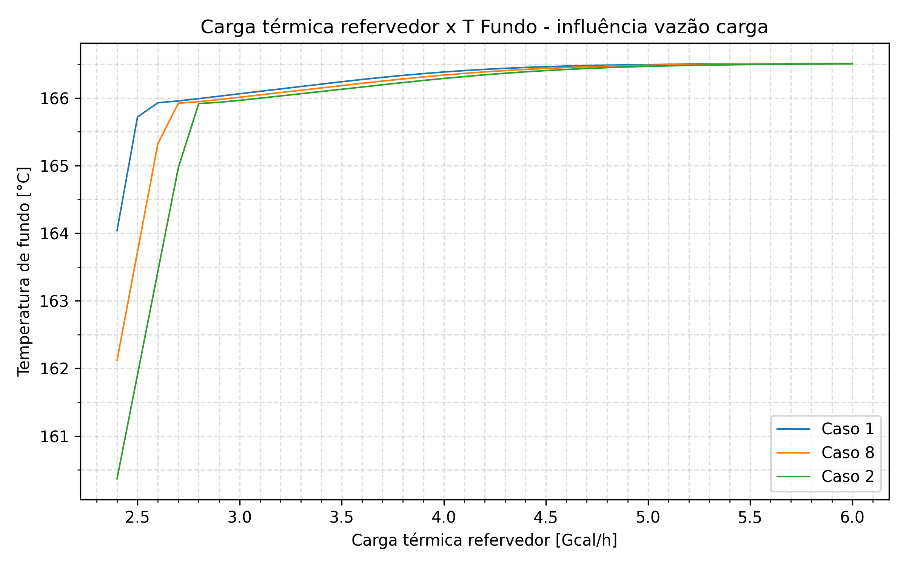 Carga térmica refervedor x T Fundo - influência vazão carga
Temperatura de fundo [°C]
166
165
164
163
162
161
2.5 3.0 3.5 4.0 4.5 5.0 5.5 6.0
Carga térmica refervedor [Gcal/h]
Caso 1
Caso 8
Caso 2